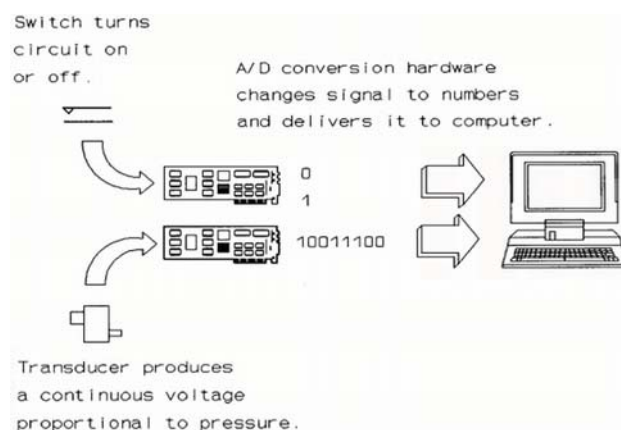 Switch turns
circuit on
or off.
A/D conversion hardware
changes signal to numbers
and delivers it to computer.
0
1
10011100
Transducer produces
a continuous voltage
proportional to pressure.